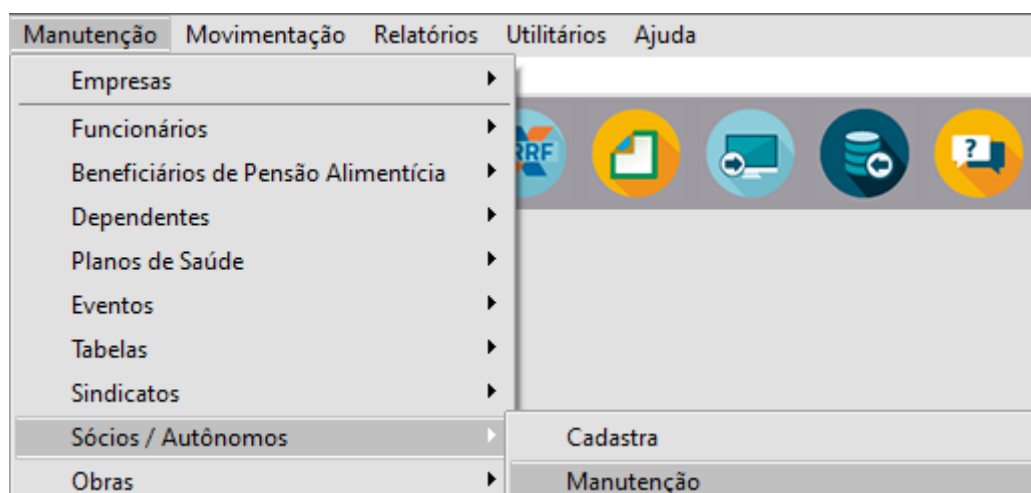 Manutenção Movimentação Relatórios Utilitários Ajuda
Empresas
Funcionários
Beneficiários de Pensão Alimentícia
Dependentes
Planos de Saúde
Eventos
Tabelas
Sindicatos
Sócios / Autônomos
Cadastra
Obras
Manutenção
RRF
?